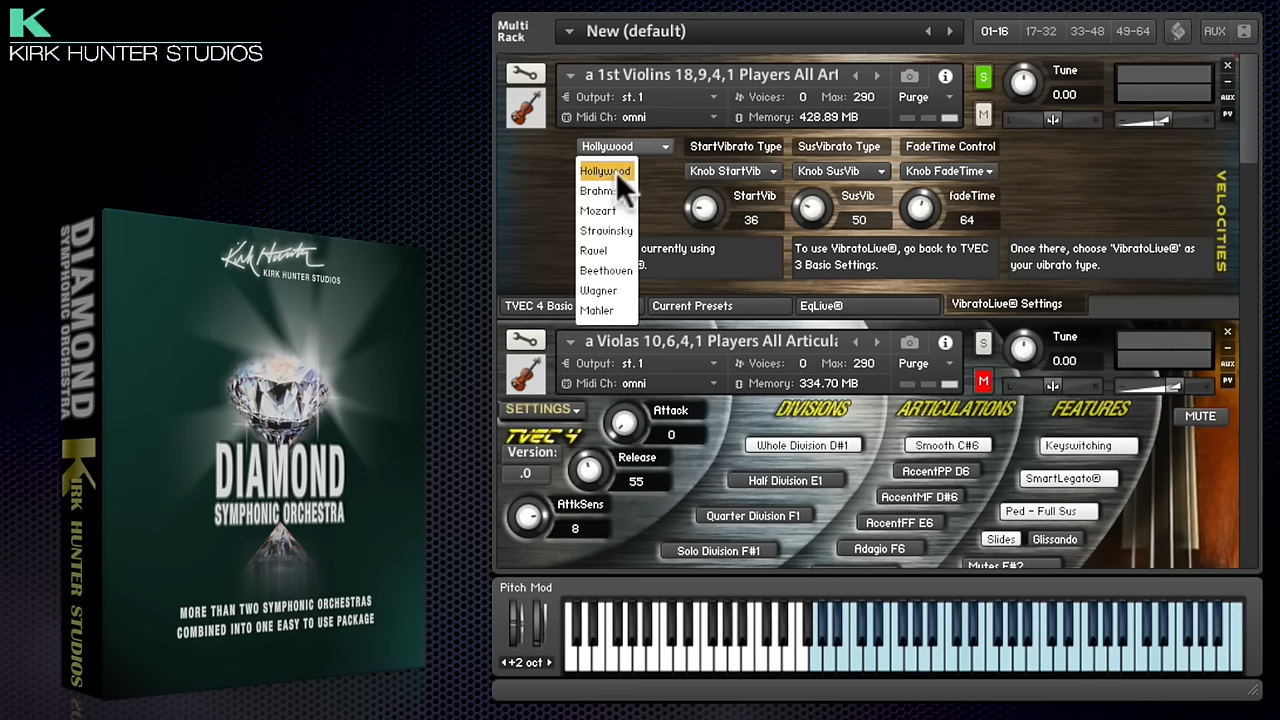 KIRK HUNTER STUDIOS
DIAMOND
SYMPHONIC ORCHESTRA
KIRK HUNTER STUDIOS
Kirk Hunter
KIRK HUNTER STUDIOS
DIAMOND
SYMPHONIC ORCHESTRA
MORE THAN TWO SYMPHONIC ORCHESTRAS
COMBINED INTO ONE EASY TO USE PACKAGE
Multi
Rack
New (default)
01-16 17-32 33-48 49-64 AUX
a 1st Violins 18,9,4,1 Players All Art
Output: st.1 Voices: 0 Max: 290 Purge
Midi Ch: omni Memory: 428.89 MB
S
M
Tune
0.00
L R
AUX
PV
Hollywood StartVibrato Type SusVibrato Type FadeTime Control
Hollywood Knob StartVib Knob SusVib Knob FadeTime
Brahms StartVib SusVib fadeTime
Mozart 36 50 64
Stravinsky
Ravel
Beethoven
Wagner
Mahler
currently using
To use VibratoLive®, go back to TVEC
3 Basic Settings.
Once there, choose 'VibratoLive®' as
your vibrato type.
VELOCITIES
TVEC 4 Basic Current Presets EqLive® VibratoLive® Settings
a Violas 10,6,4,1 Players All Articula
Output: st.1 Voices: 0 Max: 290 Purge
Midi Ch: omni Memory: 334.70 MB
S
M
Tune
0.00
L R
AUX
PV
SETTINGS Attack DIVISIONS ARTICULATIONS FEATURES MUTE
0
TVEC 4
Version:
.0
Release
55
AttkSens
8
Whole Division D#1 Smooth C#6 Keyswitching
Half Division E1 AccentPP D6 SmartLegato®
Quarter Division F1 AccentMF D#6 Ped - Full Sus
Solo Division F#1 AccentFF E6 Slides Glissando
Adagio F6 Mutes F#2
Pitch Mod
+2 oct